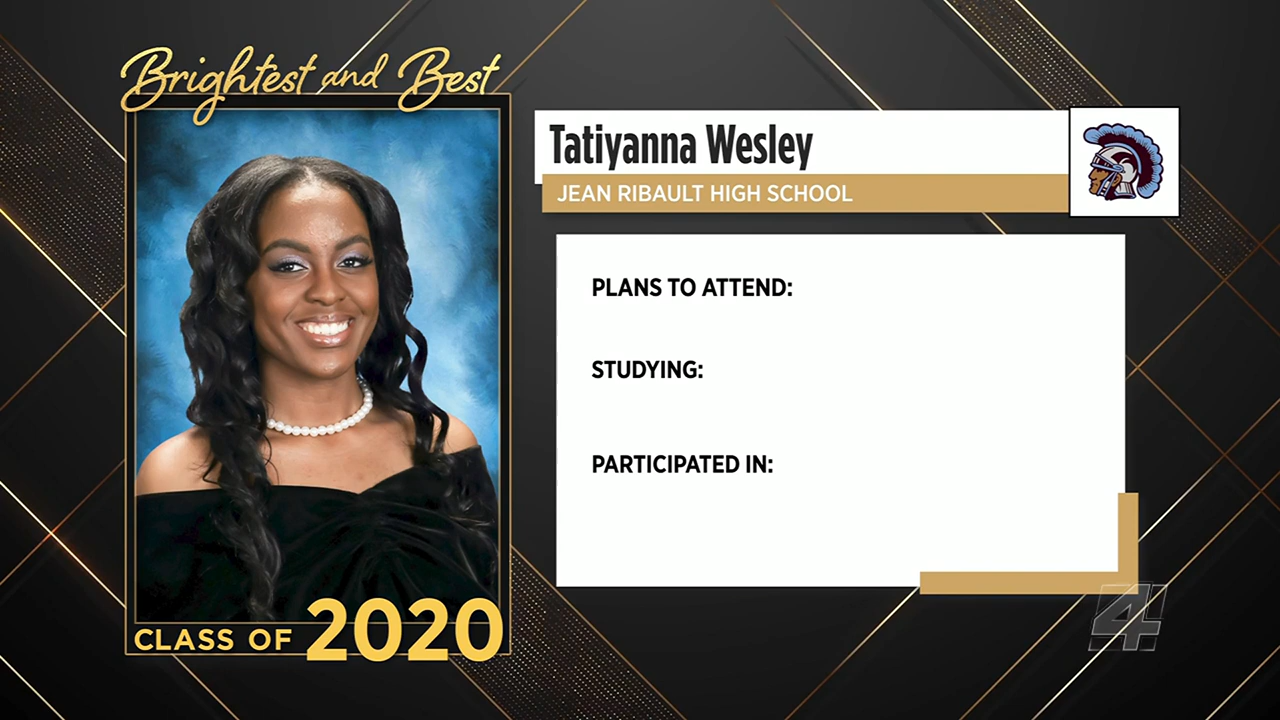 Brightest and Best
Tatiyanna Wesley
JEAN RIBAULT HIGH SCHOOL
PLANS TO ATTEND:
STUDYING:
PARTICIPATED IN:
CLASS OF 2020
4